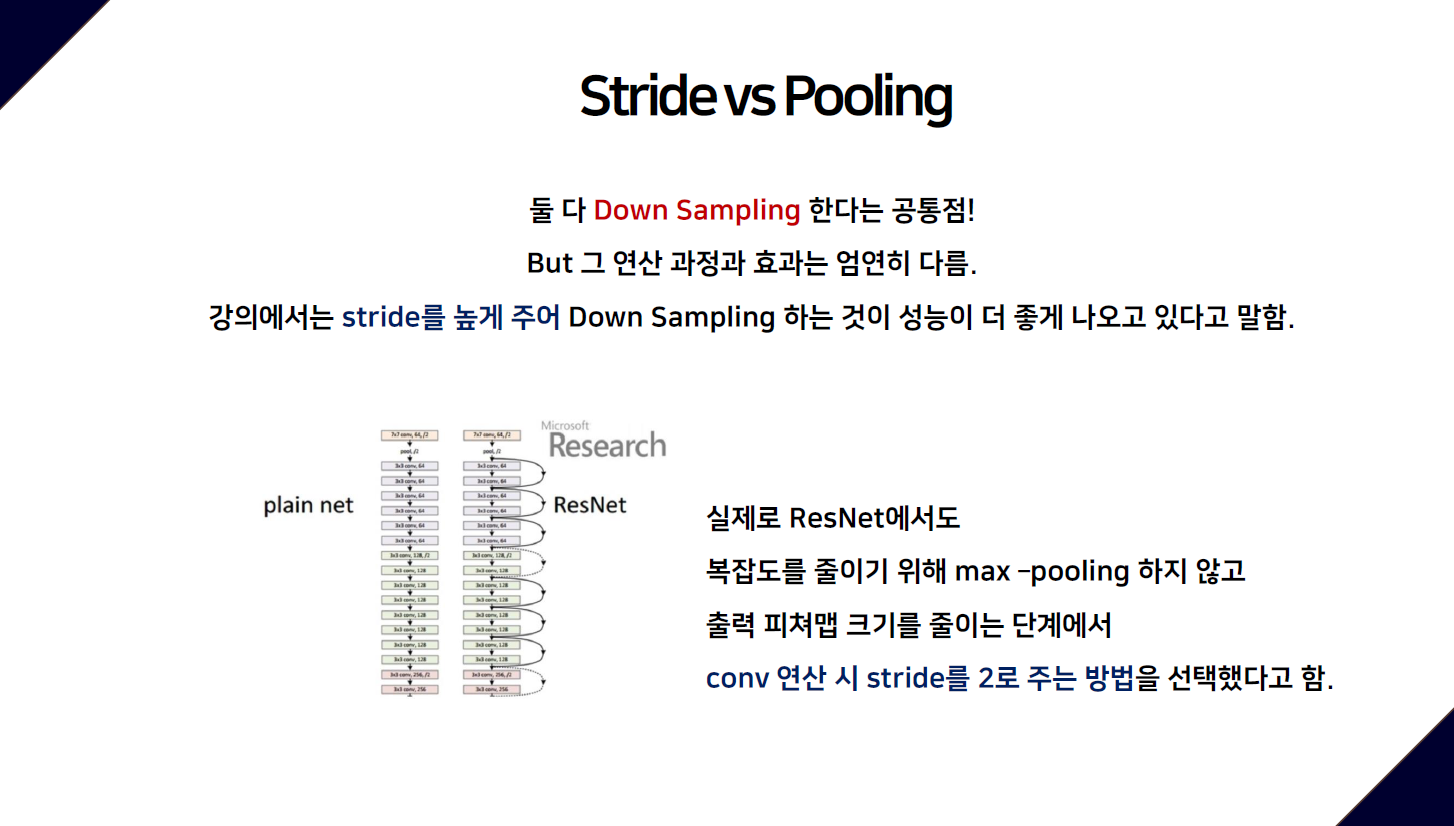 Stride vs Pooling
둘 다 Down Sampling 한다는 공통점!
But 그 연산 과정과 효과는 엄연히 다름.
강의에서는 stride를 높게 주어 Down Sampling 하는 것이 성능이 더 좋게 나오고 있다고 말함.
Microsoft
Research
plain net
7x7 conv, 64, /2
pool, /2
3x3 conv, 64
3x3 conv, 64
3x3 conv, 64
3x3 conv, 64
3x3 conv, 64
3x3 conv, 64
3x3 conv, 128, /2
3x3 conv, 128
3x3 conv, 128
3x3 conv, 128
3x3 conv, 128
3x3 conv, 128
3x3 conv, 128
3x3 conv, 128
3x3 conv, 256, /2
3x3 conv, 256
7x7 conv, 64, /2
pool, /2
3x3 conv, 64
3x3 conv, 64
3x3 conv, 64
3x3 conv, 64
3x3 conv, 64
3x3 conv, 64
3x3 conv, 128, /2
3x3 conv, 128
3x3 conv, 128
3x3 conv, 128
3x3 conv, 128
3x3 conv, 128
3x3 conv, 128
3x3 conv, 128
3x3 conv, 256, /2
3x3 conv, 256
ResNet
실제로 ResNet에서도
복잡도를 줄이기 위해 max –pooling 하지 않고
출력 피쳐맵 크기를 줄이는 단계에서
conv 연산 시 stride를 2로 주는 방법을 선택했다고 함.